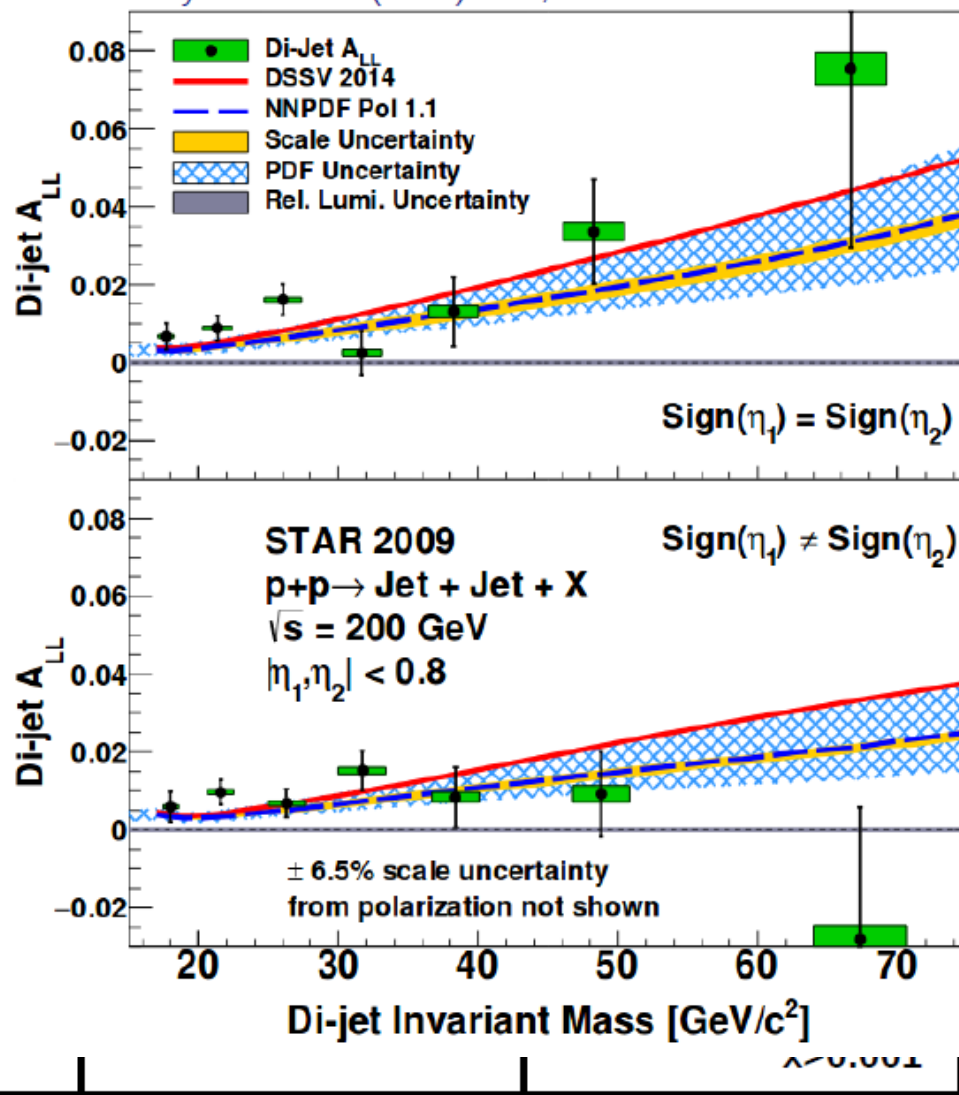 0.08
Di-Jet A_LL
DSSV 2014
NNPDF Pol 1.1
Scale Uncertainty
PDF Uncertainty
Rel. Lumi. Uncertainty
0.06
0.04
0.02
0
−0.02
Di-jet A_LL
Sign(η₁) = Sign(η₂)
0.08
0.06
0.04
0.02
0
−0.02
Di-jet A_LL
STAR 2009
p+p→ Jet + Jet + X
√s = 200 GeV
|η₁,η₂| < 0.8
Sign(η₁) ≠ Sign(η₂)
± 6.5% scale uncertainty
from polarization not shown
20 30 40 50 60 70
Di-jet Invariant Mass [GeV/c²]
x>0.001